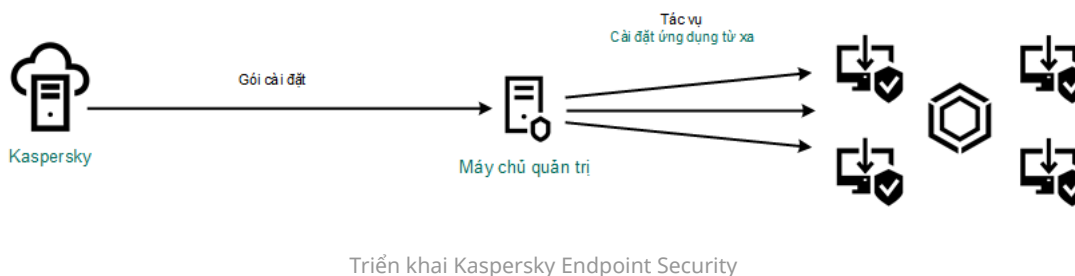 Tác vụ
Cài đặt ứng dụng từ xa
Gói cài đặt
Kaspersky
Máy chủ quản trị
Triển khai Kaspersky Endpoint Security